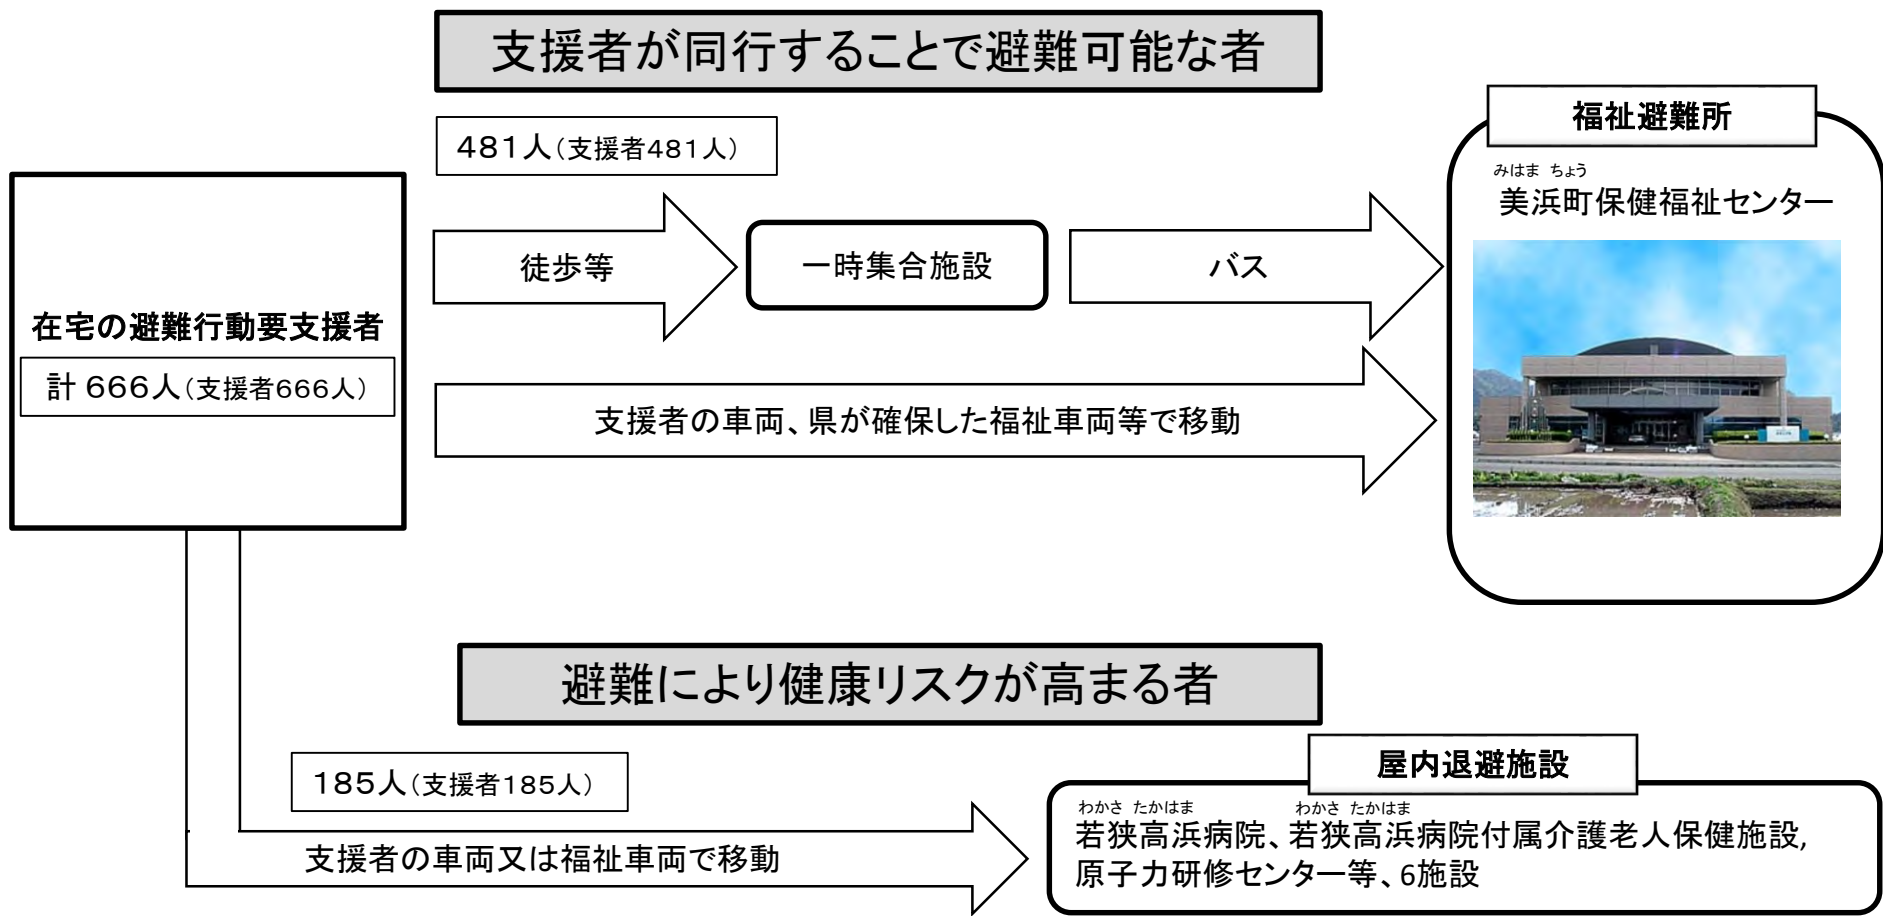 支援者が同行することで避難可能な者
481人（支援者481人）
在宅の避難行動要支援者
計 666人（支援者666人）
徒歩等
一時集合施設
バス
支援者の車両、県が確保した福祉車両等で移動
福祉避難所
みはま ちょう
美浜町保健福祉センター
避難により健康リスクが高まる者
185人（支援者185人）
支援者の車両又は福祉車両で移動
屋内退避施設
わかさ たかはま わかさ たかはま
若狭高浜病院、若狭高浜病院付属介護老人保健施設,
原子力研修センター等、6施設